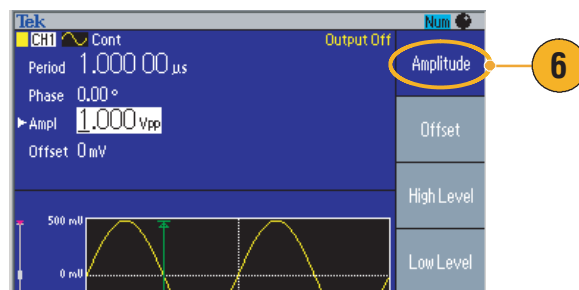 Tek
Num
CH1 Cont Output Off
Period 1.000 00 µs
Phase 0.00 °
Ampl 1.000 Vpp
Offset 0 mV
Amplitude
6
Offset
High Level
Low Level
500 mV
0 mV